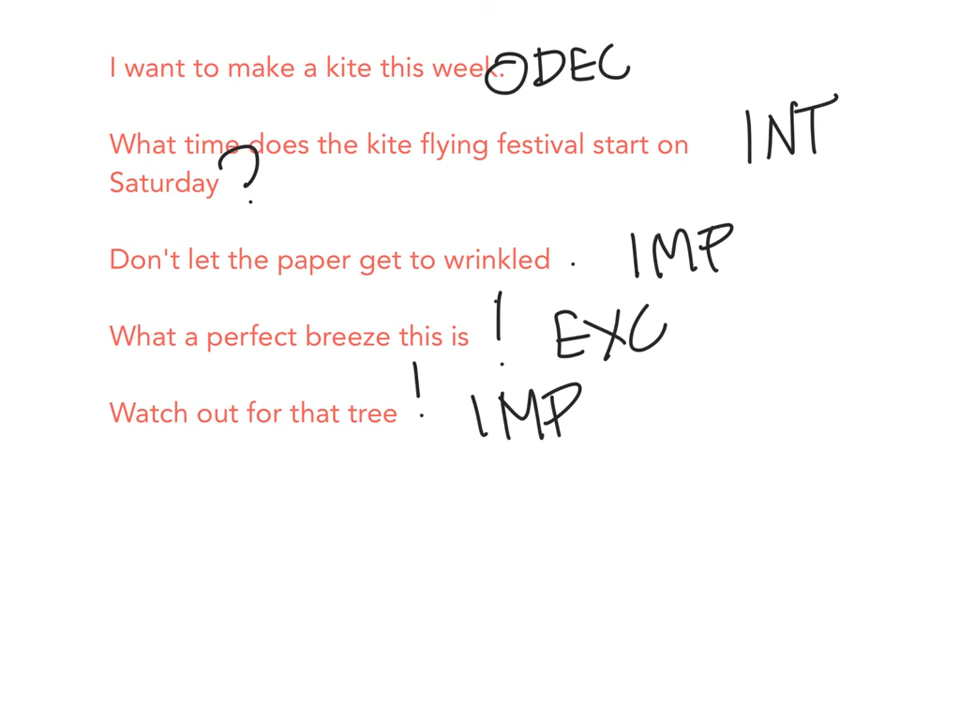 I want to make a kite this week. DEC
What time does the kite flying festival start on INT
Saturday ?
Don't let the paper get to wrinkled . IMP
What a perfect breeze this is ! EXC
Watch out for that tree ! IMP